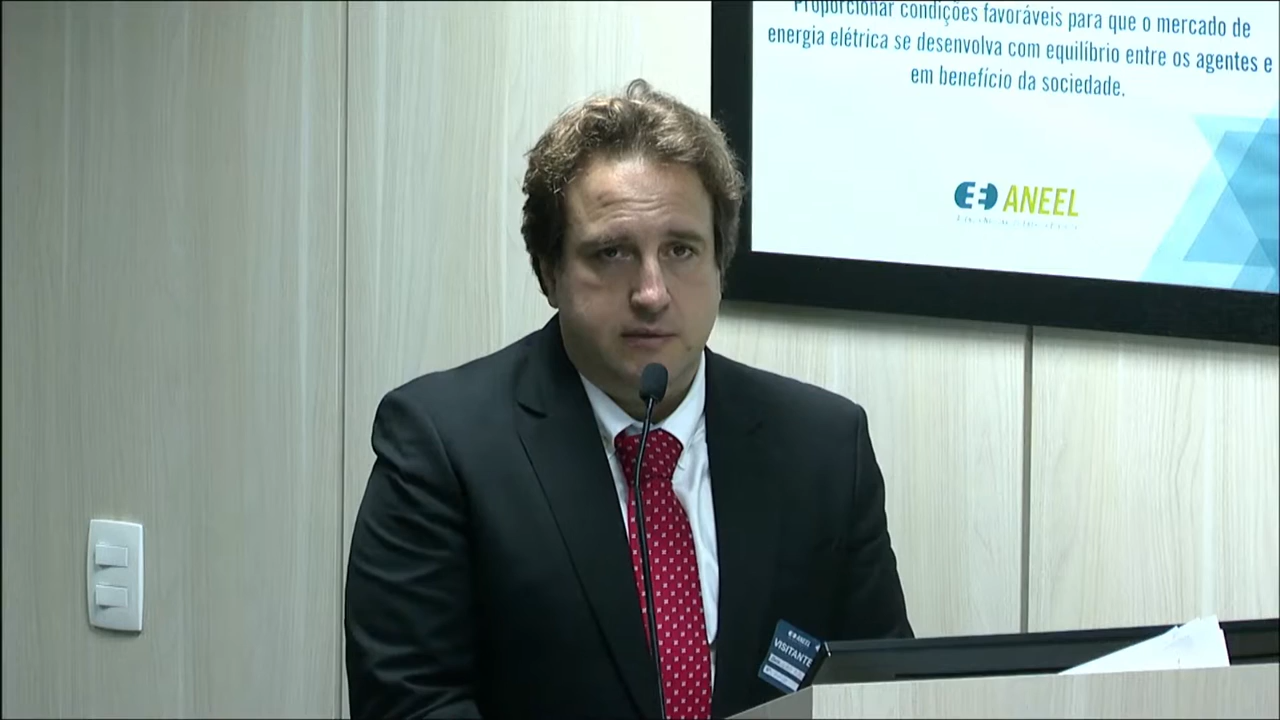 Proporcionar condições favoráveis para que o mercado de
energia elétrica se desenvolva com equilíbrio entre os agentes e
em benefício da sociedade.
ANEEL
ANEEL
VISITANTE